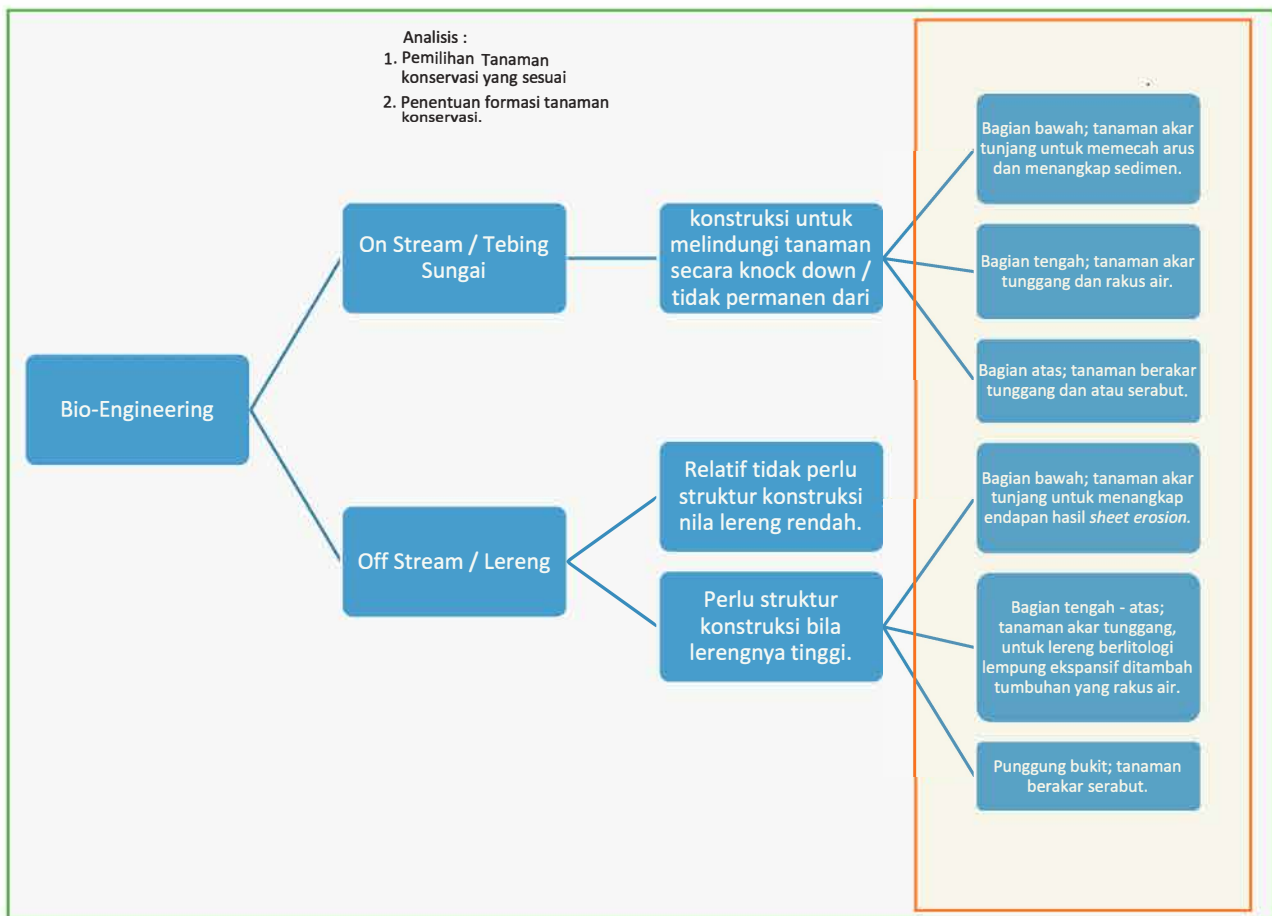 Analisis :
1. Pemilihan Tanaman
konservasi yang sesuai
2. Penentuan formasi tanaman
konservasi.
Bio-Engineering
On Stream / Tebing
Sungai
konstruksi untuk
melindungi tanaman
secara knock down /
tidak permanen dari
Bagian bawah; tanaman akar
tunjang untuk memecah arus
dan menangkap sedimen.
Bagian tengah; tanaman akar
tunggang dan rakus air.
Bagian atas; tanaman berakar
tunggang dan atau serabut.
Off Stream / Lereng
Relatif tidak perlu
struktur konstruksi
nila lereng rendah.
Perlu struktur
konstruksi bila
lerengnya tinggi.
Bagian bawah; tanaman akar
tunjang untuk menangkap
endapan hasil sheet erosion.
Bagian tengah - atas;
tanaman akar tunggang,
untuk lereng berlitologi
lempung ekspansif ditambah
tumbuhan yang rakus air.
Punggung bukit; tanaman
berakar serabut.